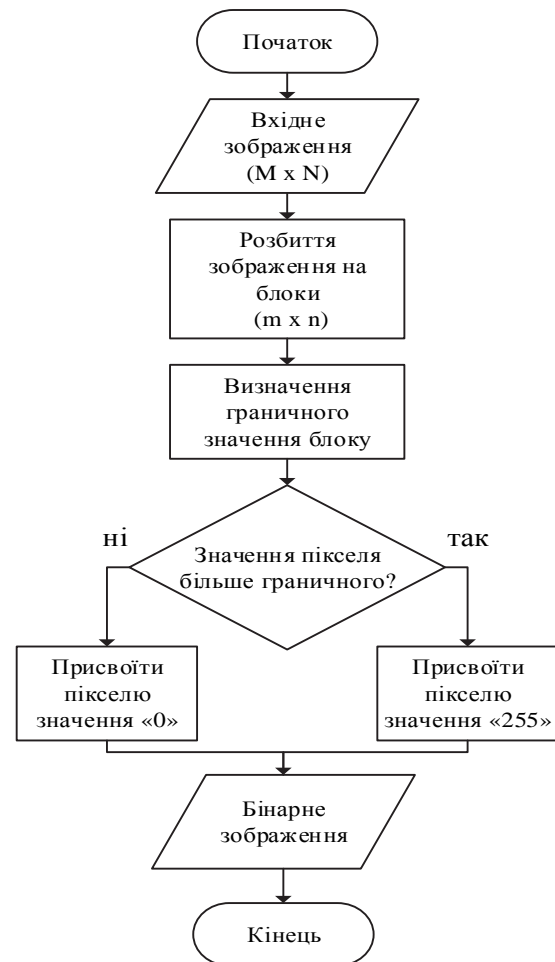 Початок
Вхідне
зображення
(M x N)
Розбиття
зображення на
блоки
(m x n)
Визначення
граничного
значення блоку
ні
так
Значення пікселя
більше граничного?
Присвоїти
пікселю
значення «0»
Присвоїти
пікселю
значення «255»
Бінарне
зображення
Кінець